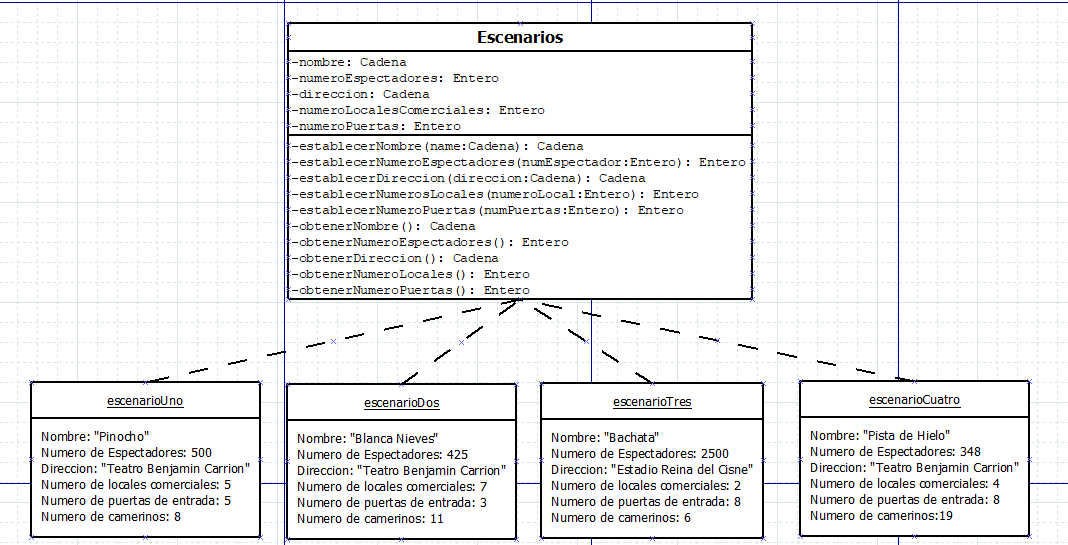 Escenarios
-nombre: Cadena
-numeroEspectadores: Entero
-direccion: Cadena
-numeroLocalesComerciales: Entero
-numeroPuertas: Entero
-establecerNombre(name:Cadena): Cadena
-establecerNumeroEspectadores(numEspectador:Entero): Entero
-establecerDireccion(direccion:Cadena): Cadena
-establecerNumerosLocales(numeroLocal:Entero): Entero
-establecerNumeroPuertas(numPuertas:Entero): Entero
-obtenerNombre(): Cadena
-obtenerNumeroEspectadores(): Entero
-obtenerDireccion(): Cadena
-obtenerNumeroLocales(): Entero
-obtenerNumeroPuertas(): Entero
escenarioUno
Nombre: "Pinocho"
Numero de Espectadores: 500
Direccion: "Teatro Benjamin Carrion"
Numero de locales comerciales: 5
Numero de puertas de entrada: 5
Numero de camerinos: 8
escenarioDos
Nombre: "Blanca Nieves"
Numero de Espectadores: 425
Direccion: "Teatro Benjamin Carrion"
Numero de locales comerciales: 7
Numero de puertas de entrada: 3
Numero de camerinos: 11
escenarioTres
Nombre: "Bachata"
Numero de Espectadores: 2500
Direccion: "Estadio Reina del Cisne"
Numero de locales comerciales: 2
Numero de puertas de entrada: 8
Numero de camerinos: 6
escenarioCuatro
Nombre: "Pista de Hielo"
Numero de Espectadores: 348
Direccion: "Teatro Benjamin Carrion"
Numero de locales comerciales: 4
Numero de puertas de entrada: 8
Numero de camerinos:19